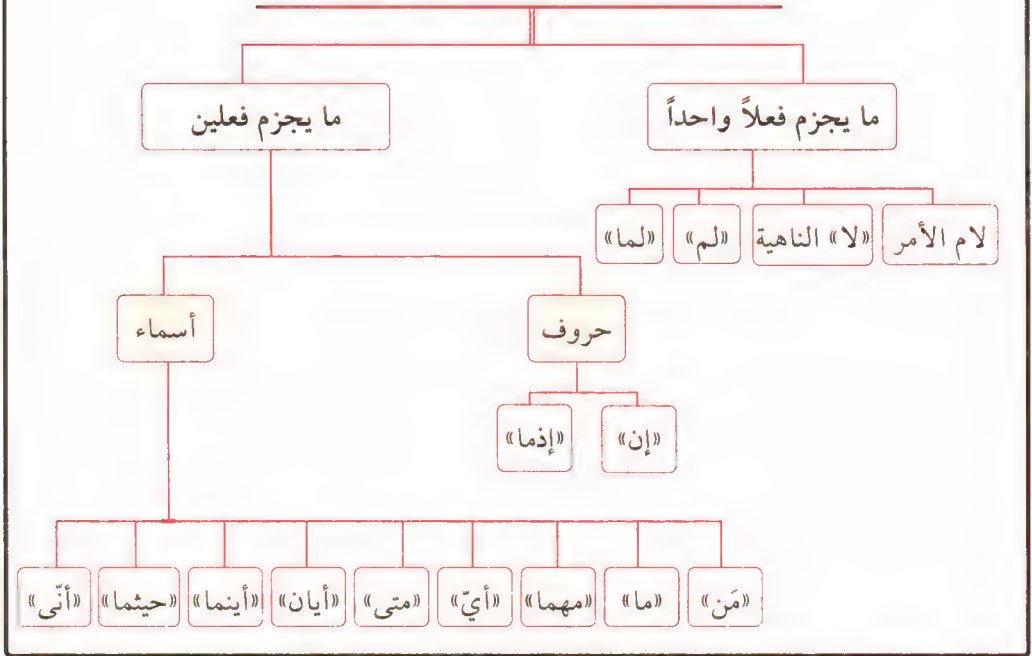 ما يجزم فعلاً واحداً
ما يجزم فعلين
لام الأمر
«لا» الناهية
«لم»
«لما»
حروف
أسماء
«إن»
«إذما»
«مَن»
«ما»
«مهما»
«أيّ»
«متى»
«أيان»
«أينما»
«حيثما»
«أنّى»